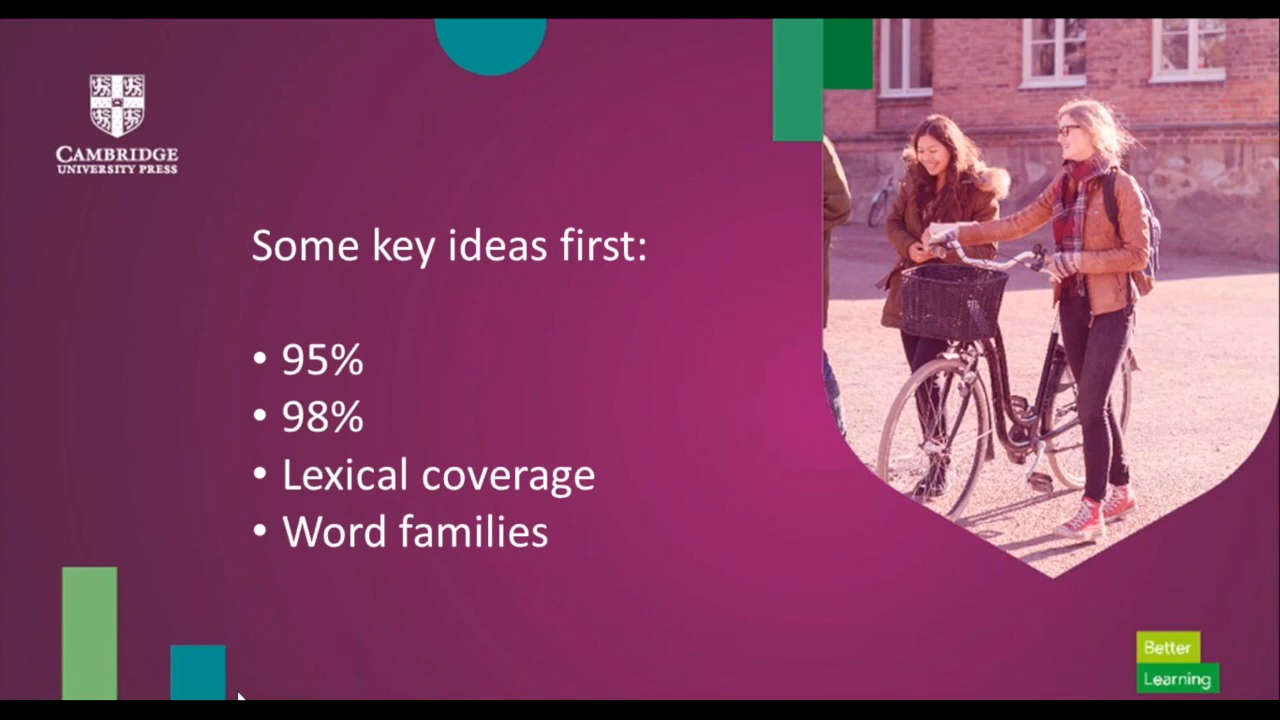 CAMBRIDGE
UNIVERSITY PRESS
Some key ideas first:
• 95%
• 98%
• Lexical coverage
• Word families
Better
Learning